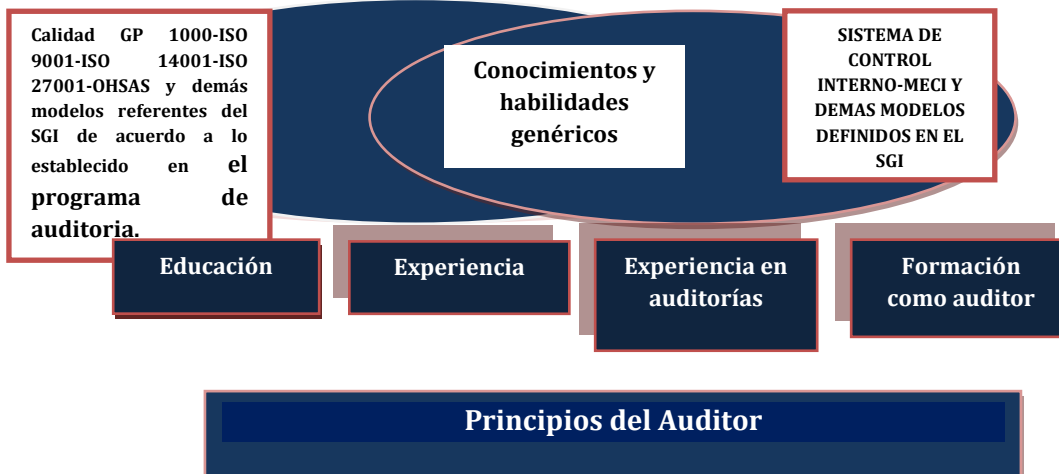 Calidad GP 1000-ISO
9001-ISO 14001-ISO
27001-OHSAS y demás
modelos referentes del
SGI de acuerdo a lo
establecido en el
programa de
auditoria.
Conocimientos y
habilidades
genéricos
SISTEMA DE
CONTROL
INTERNO-MECI Y
DEMAS MODELOS
DEFINIDOS EN EL
SGI
Educación
Experiencia
Experiencia en
auditorías
Formación
como auditor
Principios del Auditor